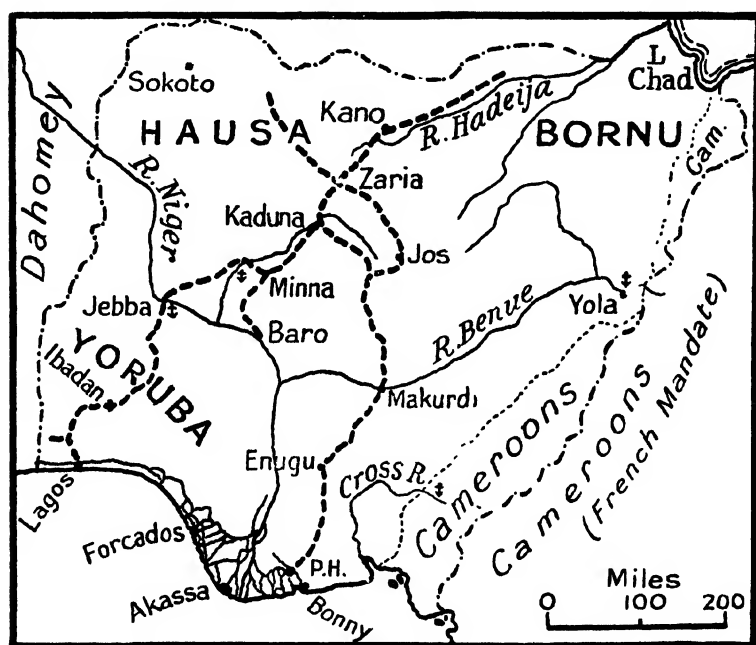 L
Chad
Sokoto
Kano
R. Hadeija
HAUSA
BORNU
Dahomey
R. Niger
Zaria
Cam.
Kaduna
Jos
Minna
Jebba
Baro
R. Benue
Yola
YORUBA
Ibadan
Makurdi
Enugu
Cross R.
Cameroons
Cameroons
(French Mandate)
Lagos
Forcados
P.H.
Akassa
Bonny
Miles
0 100 200